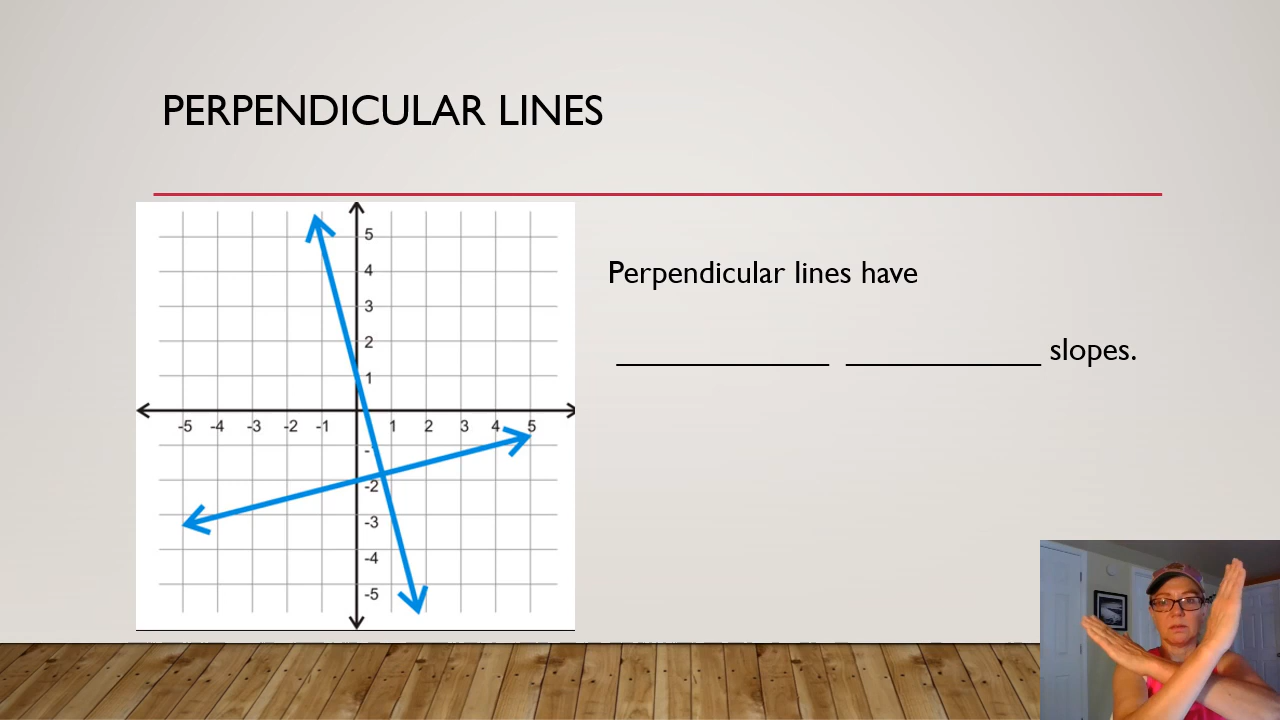 PERPENDICULAR LINES
Perpendicular lines have
_____________ ____________ slopes.
5
4
3
2
1
-5 -4 -3 -2 -1 1 2 3 4 5
-
-2
-3
-4
-5